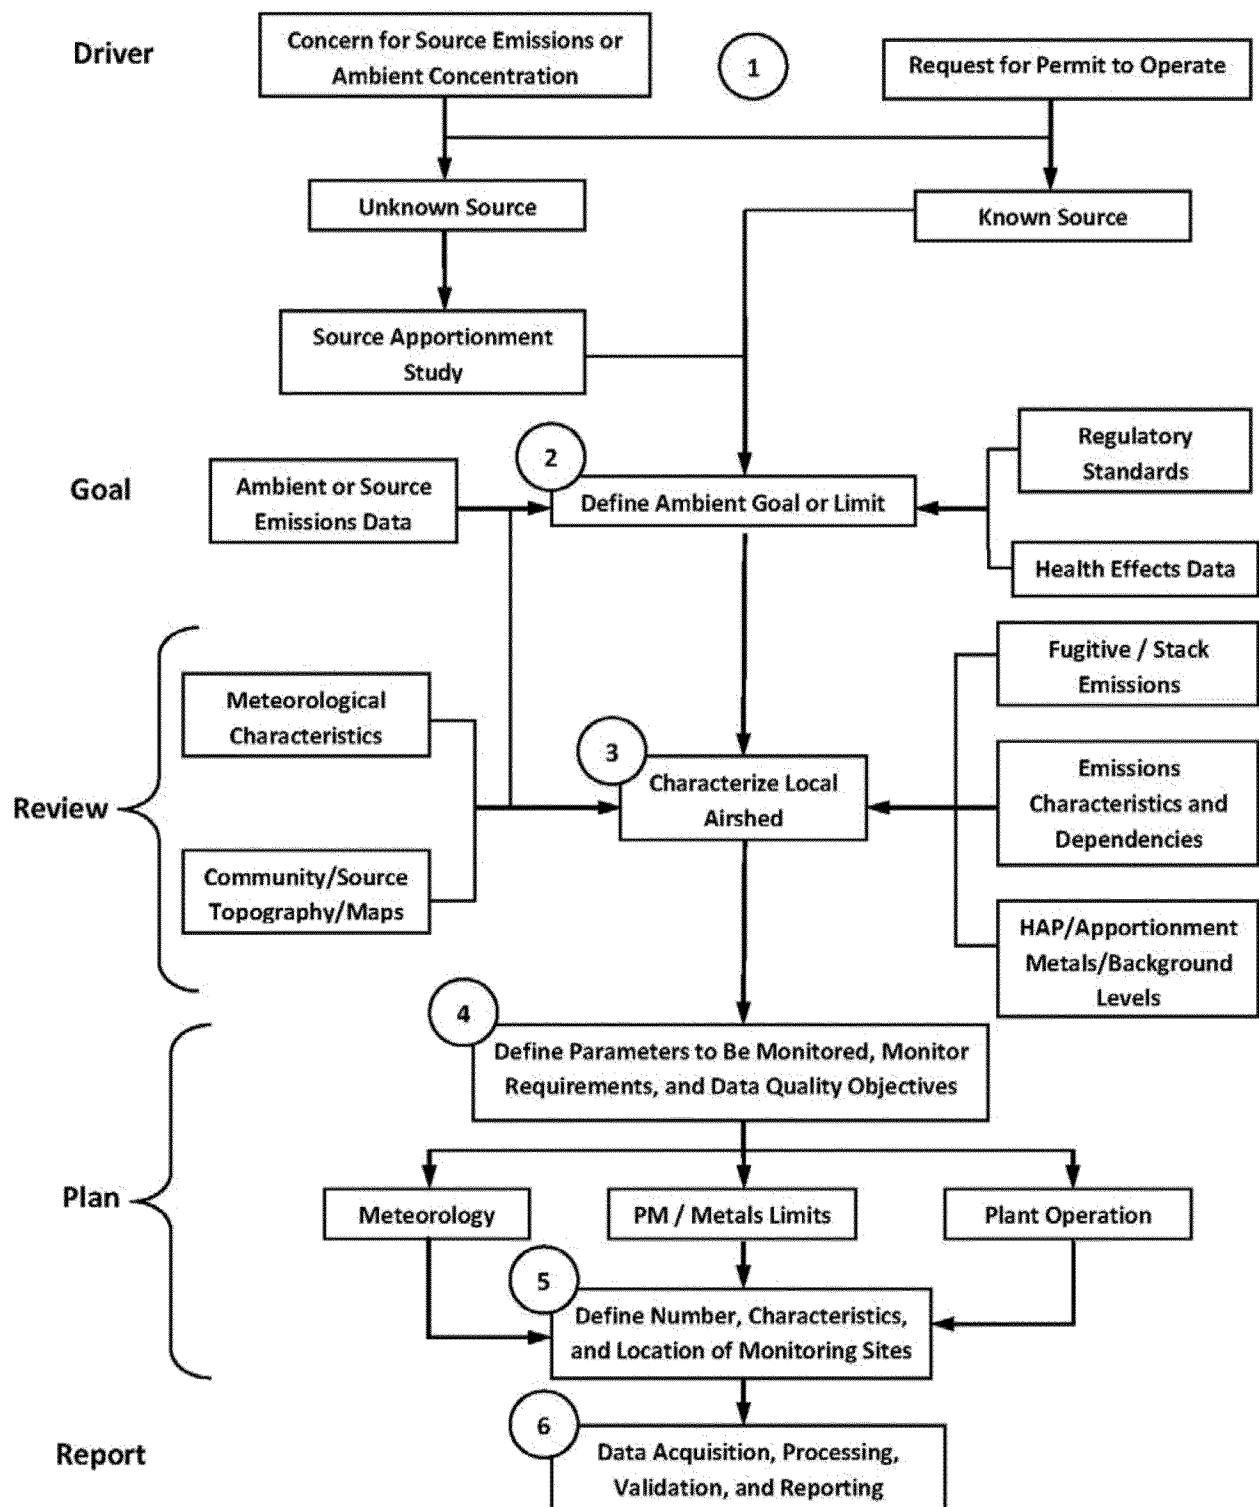 Driver
Concern for Source Emissions or
Ambient Concentration
1
Request for Permit to Operate
Unknown Source
Known Source
Source Apportionment
Study
2
Goal
Ambient or Source
Emissions Data
Define Ambient Goal or Limit
Regulatory
Standards
Health Effects Data
Review
Meteorological
Characteristics
3
Characterize Local
Airshed
Fugitive / Stack
Emissions
Emissions
Characteristics and
Dependencies
Community/Source
Topography/Maps
HAP/Apportionment
Metals/Background
Levels
4
Define Parameters to Be Monitored, Monitor
Requirements, and Data Quality Objectives
Plan
Meteorology
PM / Metals Limits
Plant Operation
5
Define Number, Characteristics,
and Location of Monitoring Sites
6
Report
Data Acquisition, Processing,
Validation, and Reporting